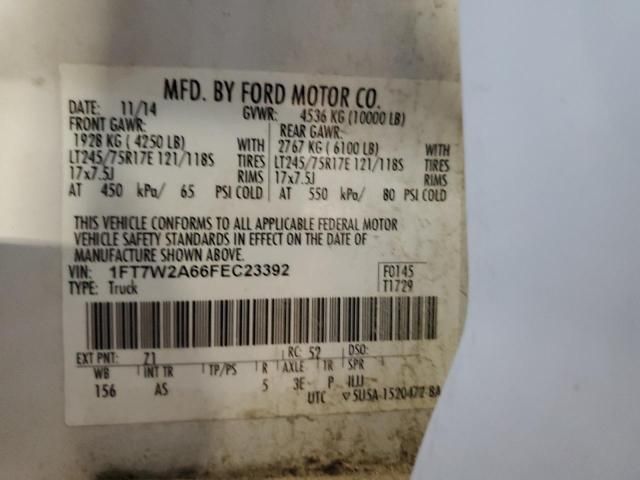 MFD. BY FORD MOTOR CO.
DATE: 11/14 GVWR: 4536 KG (10000 LB)
FRONT GAWR: REAR GAWR:
1928 KG ( 4250 LB) WITH 2767 KG ( 6100 LB) WITH
LT245/75R17E 121/118S TIRES LT245/75R17E 121/118S TIRES
17x7.5J RIMS 17x7.5J RIMS
AT 450 kPa/ 65 PSI COLD AT 550 kPa/ 80 PSI COLD
THIS VEHICLE CONFORMS TO ALL APPLICABLE FEDERAL MOTOR
VEHICLE SAFETY STANDARDS IN EFFECT ON THE DATE OF
MANUFACTURE SHOWN ABOVE.
VIN: 1FT7W2A66FEC23392 F0145
TYPE: Truck T1729
EXT PNT: Z1 RC: 52 DSO:
WB INT TR TP/PS R AXLE TR SPR
156 AS 5 3E P
UTC 5U5A-1520472-BA